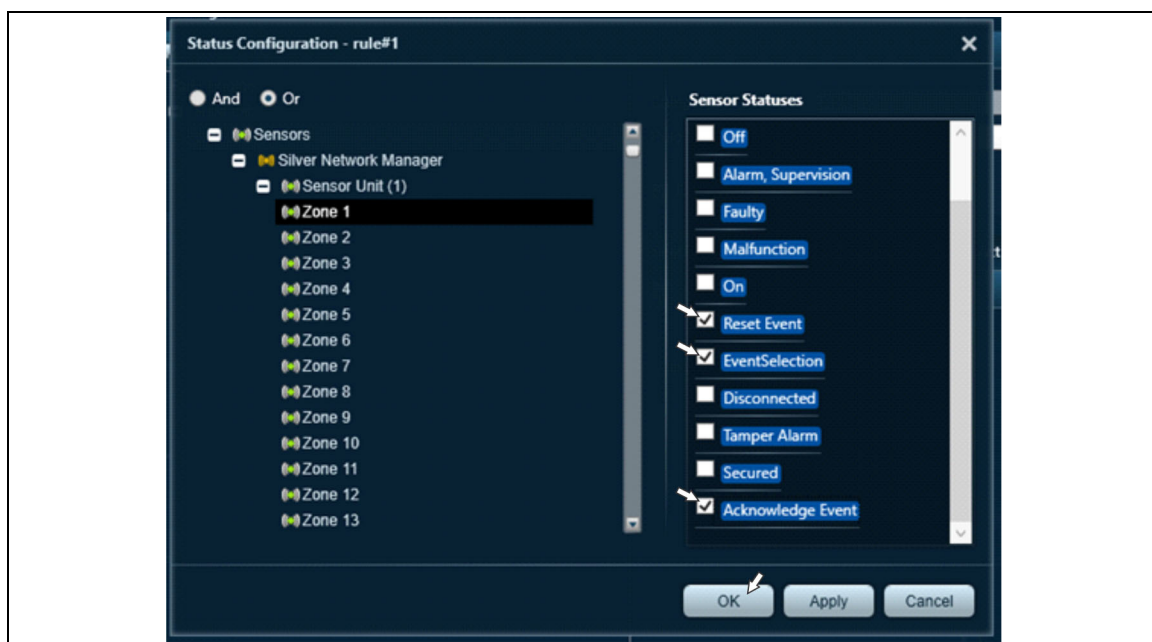 Status Configuration - rule#1
And Or
Sensors
Silver Network Manager
Sensor Unit (1)
Zone 1
Zone 2
Zone 3
Zone 4
Zone 5
Zone 6
Zone 7
Zone 8
Zone 9
Zone 10
Zone 11
Zone 12
Zone 13
Sensor Statuses
Off
Alarm, Supervision
Faulty
Malfunction
On
Reset Event
EventSelection
Disconnected
Tamper Alarm
Secured
Acknowledge Event
OK Apply Cancel